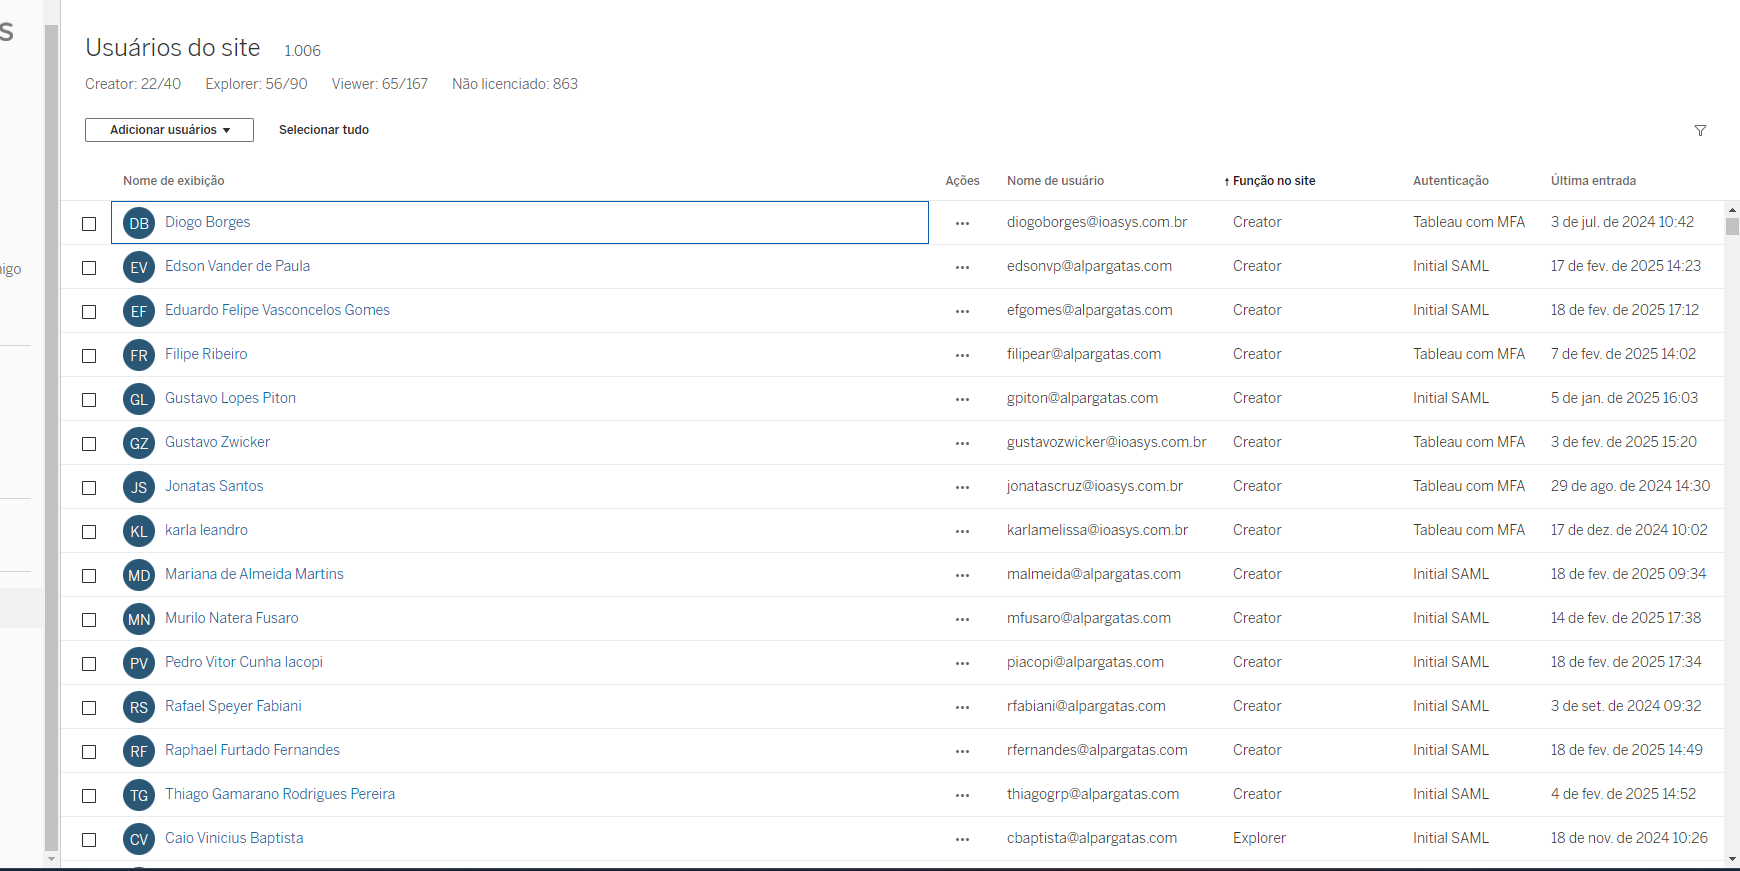 S
Usuários do site 1.006
Creator: 22/40 Explorer: 56/90 Viewer: 65/167 Não licenciado: 863
Adicionar usuários Selecionar tudo
Nome de exibição Ações Nome de usuário ↑ Função no site Autenticação Última entrada
DB Diogo Borges ••• diogoborges@ioasys.com.br Creator Tableau com MFA 3 de jul. de 2024 10:42
EV Edson Vander de Paula ••• edsonvp@alpargatas.com Creator Initial SAML 17 de fev. de 2025 14:23
nigo
EF Eduardo Felipe Vasconcelos Gomes ••• efgomes@alpargatas.com Creator Initial SAML 18 de fev. de 2025 17:12
FR Filipe Ribeiro ••• filipear@alpargatas.com Creator Tableau com MFA 7 de fev. de 2025 14:02
GL Gustavo Lopes Piton ••• gpiton@alpargatas.com Creator Initial SAML 5 de jan. de 2025 16:03
GZ Gustavo Zwicker ••• gustavozwicker@ioasys.com.br Creator Tableau com MFA 3 de fev. de 2025 15:20
JS Jonatas Santos ••• jonatascruz@ioasys.com.br Creator Tableau com MFA 29 de ago. de 2024 14:30
KL karla leandro ••• karlamelissa@ioasys.com.br Creator Tableau com MFA 17 de dez. de 2024 10:02
MD Mariana de Almeida Martins ••• malmeida@alpargatas.com Creator Initial SAML 18 de fev. de 2025 09:34
MN Murilo Natera Fusaro ••• mfusaro@alpargatas.com Creator Initial SAML 14 de fev. de 2025 17:38
PV Pedro Vitor Cunha Iacopi ••• piacopi@alpargatas.com Creator Initial SAML 18 de fev. de 2025 17:34
RS Rafael Speyer Fabiani ••• rfabiani@alpargatas.com Creator Initial SAML 3 de set. de 2024 09:32
RF Raphael Furtado Fernandes ••• rfernandes@alpargatas.com Creator Initial SAML 18 de fev. de 2025 14:49
TG Thiago Gamarano Rodrigues Pereira ••• thiagogrp@alpargatas.com Creator Initial SAML 4 de fev. de 2025 14:52
CV Caio Vinicius Baptista ••• cbaptista@alpargatas.com Explorer Initial SAML 18 de nov. de 2024 10:26